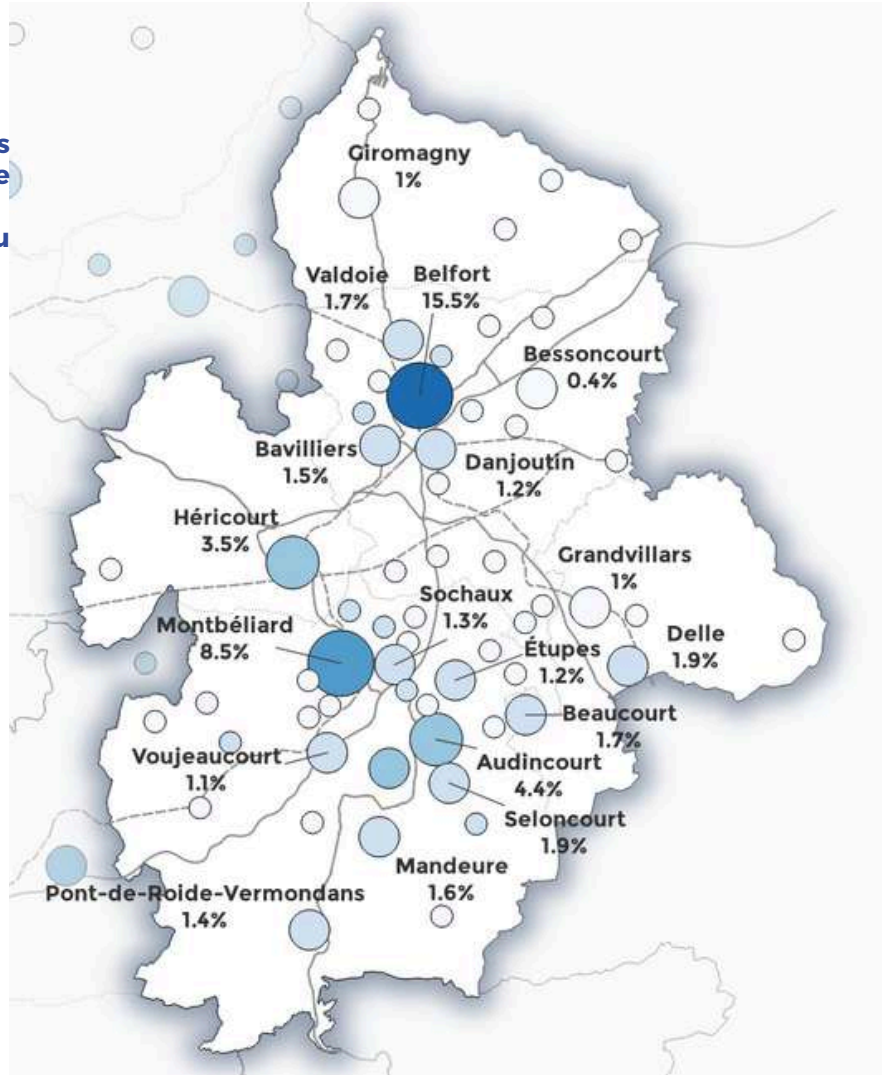 s
e
u
Giromagny
1%
Valdoie
1.7%
Belfort
15.5%
Bessoncourt
0.4%
Bavilliers
1.5%
Danjoutin
1.2%
Héricourt
3.5%
Grandvillars
1%
Sochaux
1.3%
Montbéliard
8.5%
Étupes
1.2%
Delle
1.9%
Beaucourt
1.7%
Voujeaucourt
1.1%
Audincourt
4.4%
Seloncourt
1.9%
Mandeure
1.6%
Pont-de-Roide-Vermondans
1.4%